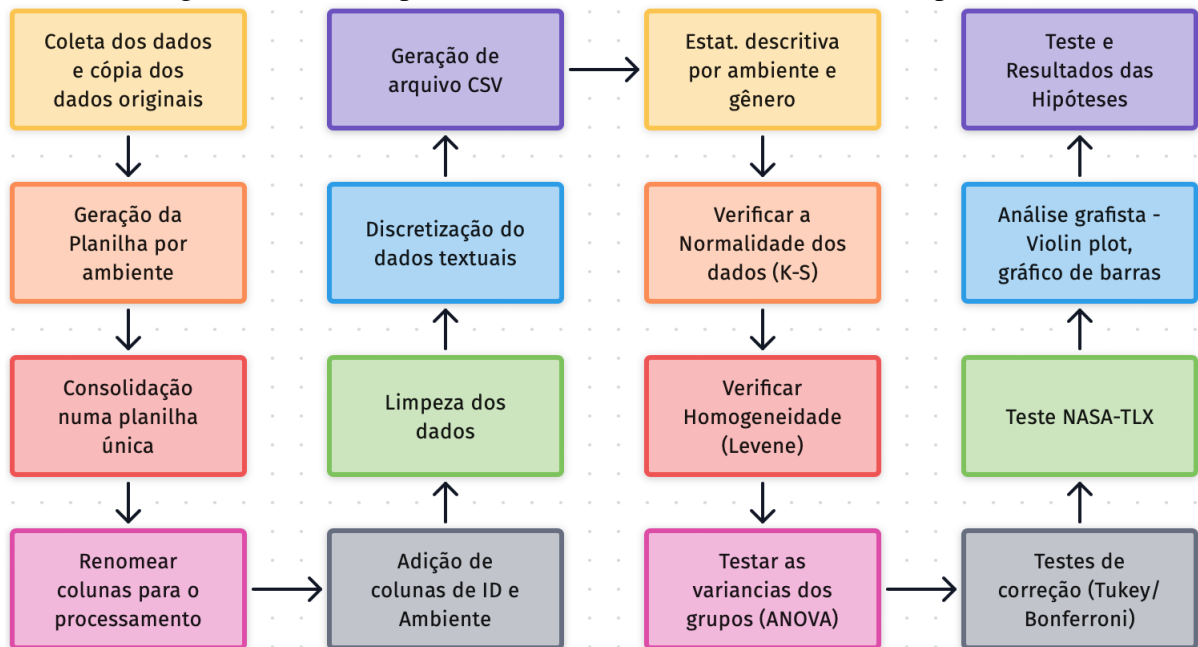 Coleta dos dados
e cópia dos
dados originais
Geração da
Planilha por
ambiente
Consolidação
numa planilha
única
Renomear
colunas para o
processamento
Adição de
colunas de ID e
Ambiente
Limpeza dos
dados
Discretização do
dados textuais
Geração de
arquivo CSV
Estat. descritiva
por ambiente e
gênero
Verificar a
Normalidade dos
dados (K-S)
Verificar
Homogeneidade
(Levene)
Testar as
variancias dos
grupos (ANOVA)
Testes de
correção (Tukey/
Bonferroni)
Teste NASA-TLX
Análise grafista -
Violin plot,
gráfico de barras
Teste e
Resultados das
Hipóteses